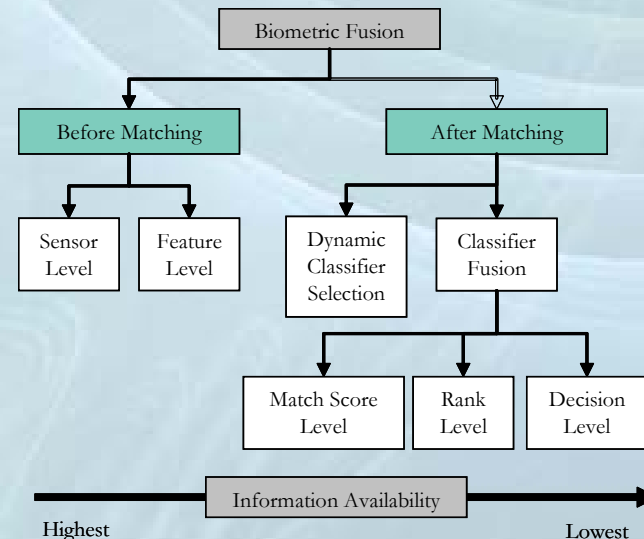 Biometric Fusion
Before Matching
After Matching
Sensor
Level
Feature
Level
Dynamic
Classifier
Selection
Classifier
Fusion
Match Score
Level
Rank
Level
Decision
Level
Information Availability
Highest
Lowest